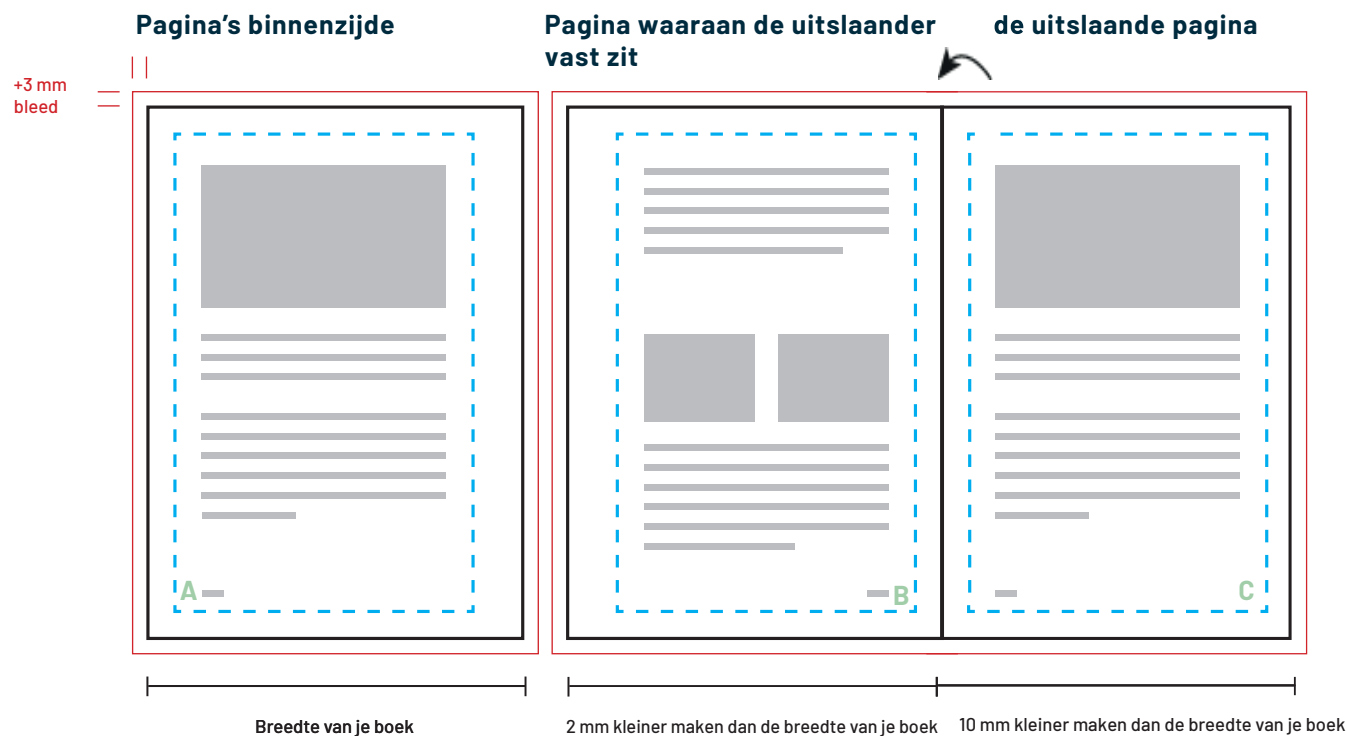 Pagina’s binnenzijde
Pagina waaraan de uitslaander
vast zit
de uitslaande pagina
+3 mm
bleed
A
B
C
Breedte van je boek
2 mm kleiner maken dan de breedte van je boek
10 mm kleiner maken dan de breedte van je boek